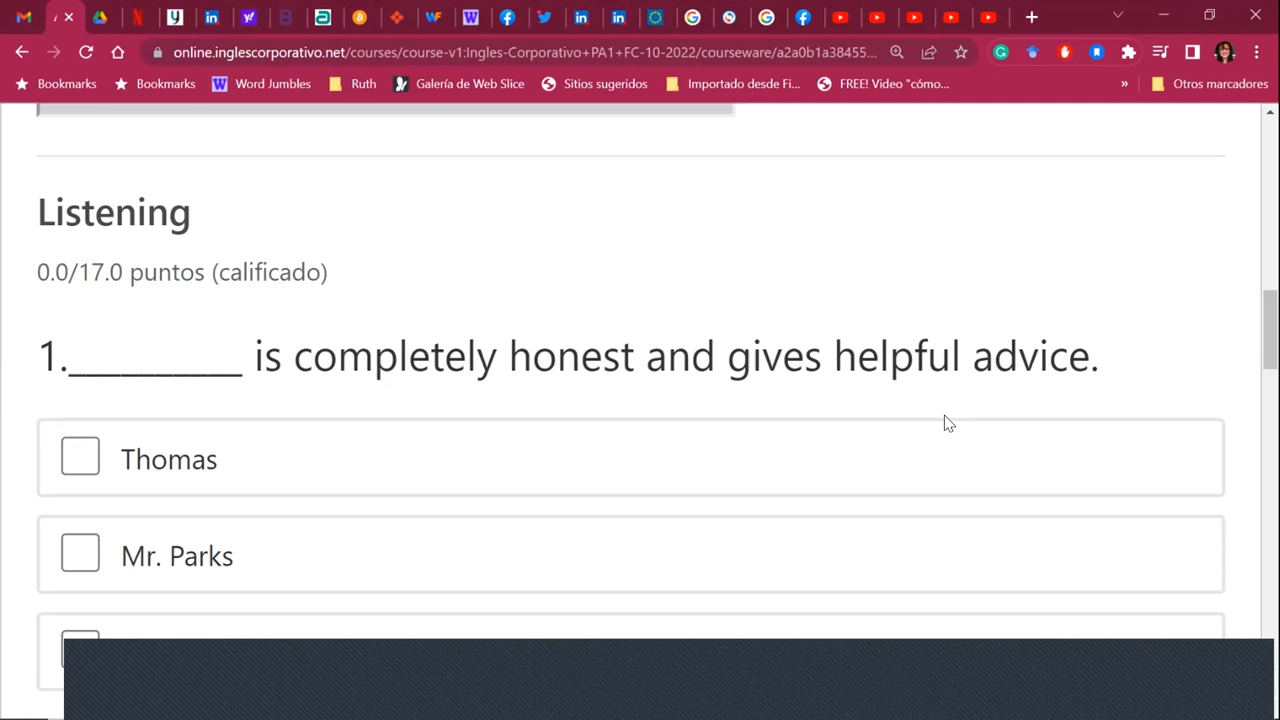 online.inglescorporativo.net/courses/course-v1:Ingles-Corporativo+PA1+FC-10-2022/courseware/a2a0b1a38455...
Bookmarks Bookmarks Word Jumbles Ruth Galería de Web Slice Sitios sugeridos Importado desde Fi... FREE! Video "cómo... » Otros marcadores
Listening
0.0/17.0 puntos (calificado)
1.__________ is completely honest and gives helpful advice.
Thomas
Mr. Parks